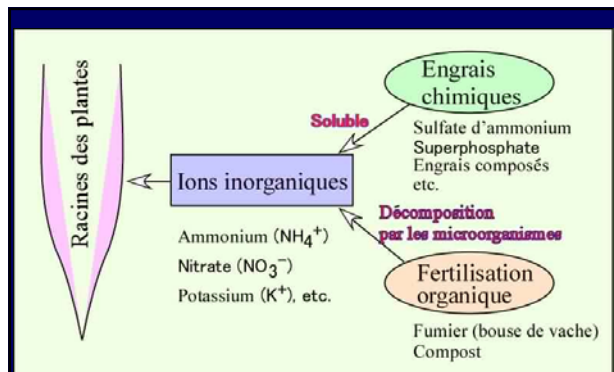 Racines des plantes
Engrais
chimiques
Soluble
Sulfate d'ammonium
Superphosphate
Engrais composés
etc.
Ions inorganiques
Décomposition
par les microorganismes
Ammonium (NH₄⁺)
Nitrate (NO₃⁻)
Potassium (K⁺), etc.
Fertilisation
organique
Fumier (bouse de vache)
Compost